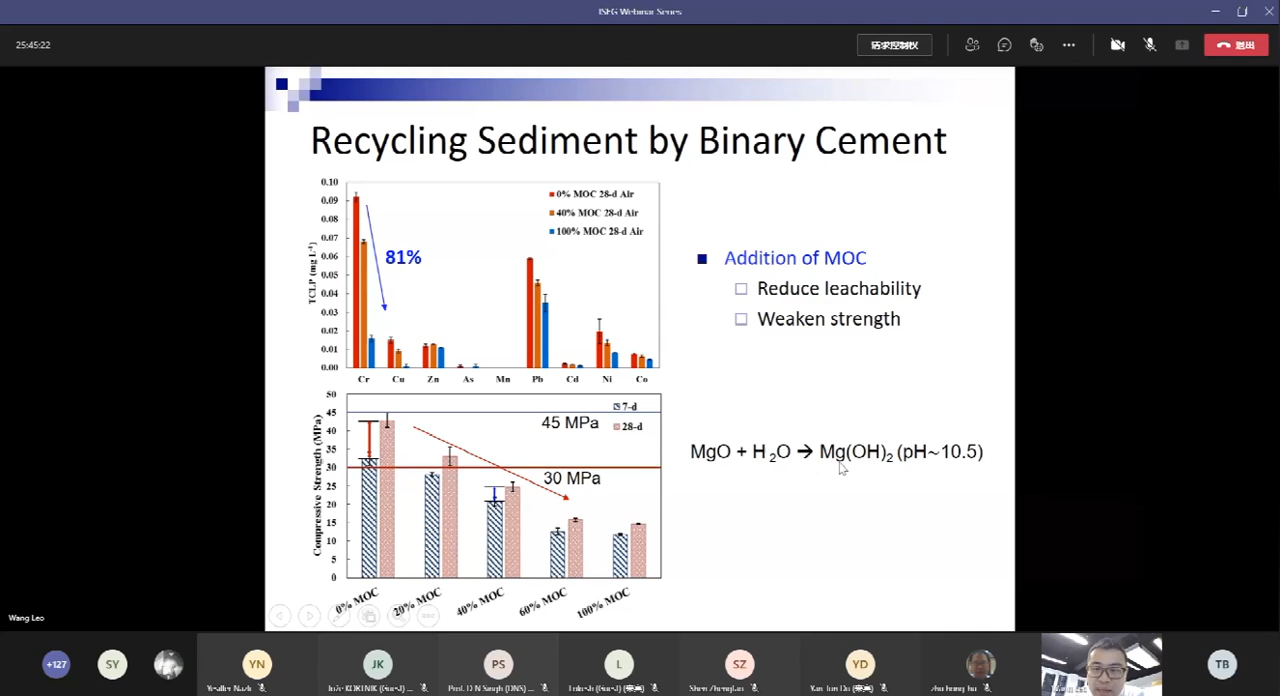 ISEG Webinar Series
25:45:22
请求控制权
退出
Recycling Sediment by Binary Cement
0.10
0.09
0.08
0.07
0.06
0.05
0.04
0.03
0.02
0.01
0.00
TCLP (mg L-1)
0% MOC 28-d Air
40% MOC 28-d Air
100% MOC 28-d Air
81%
Cr Cu Zn As Mn Pb Cd Ni Co
Addition of MOC
Reduce leachability
Weaken strength
50
45
40
35
30
25
20
15
10
5
0
Compressive Strength (MPa)
7-d
28-d
45 MPa
30 MPa
0% MOC 20% MOC 40% MOC 60% MOC 100% MOC
MgO + H2O → Mg(OH)2 (pH~10.5)
Wang Leo
+127 SY YN JK PS L SZ YD TB
Prof. D N Singh (DNS) ...